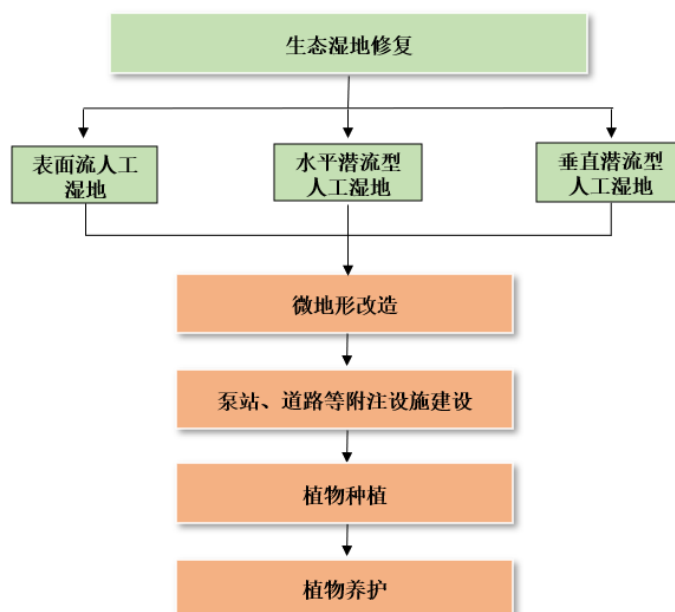 生态湿地修复
表面流人工
湿地
水平潜流型
人工湿地
垂直潜流型
人工湿地
微地形改造
泵站、道路等附注设施建设
植物种植
植物养护